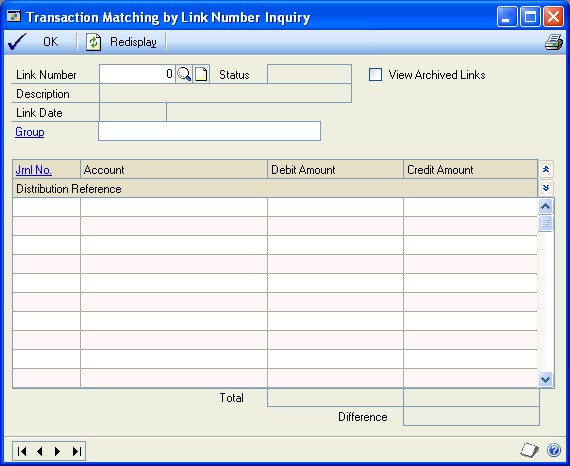 Transaction Matching by Link Number Inquiry
OK Redisplay
Link Number 0 Status View Archived Links
Description
Link Date
Group
Jrnl No. Account Debit Amount Credit Amount
Distribution Reference
Total
Difference